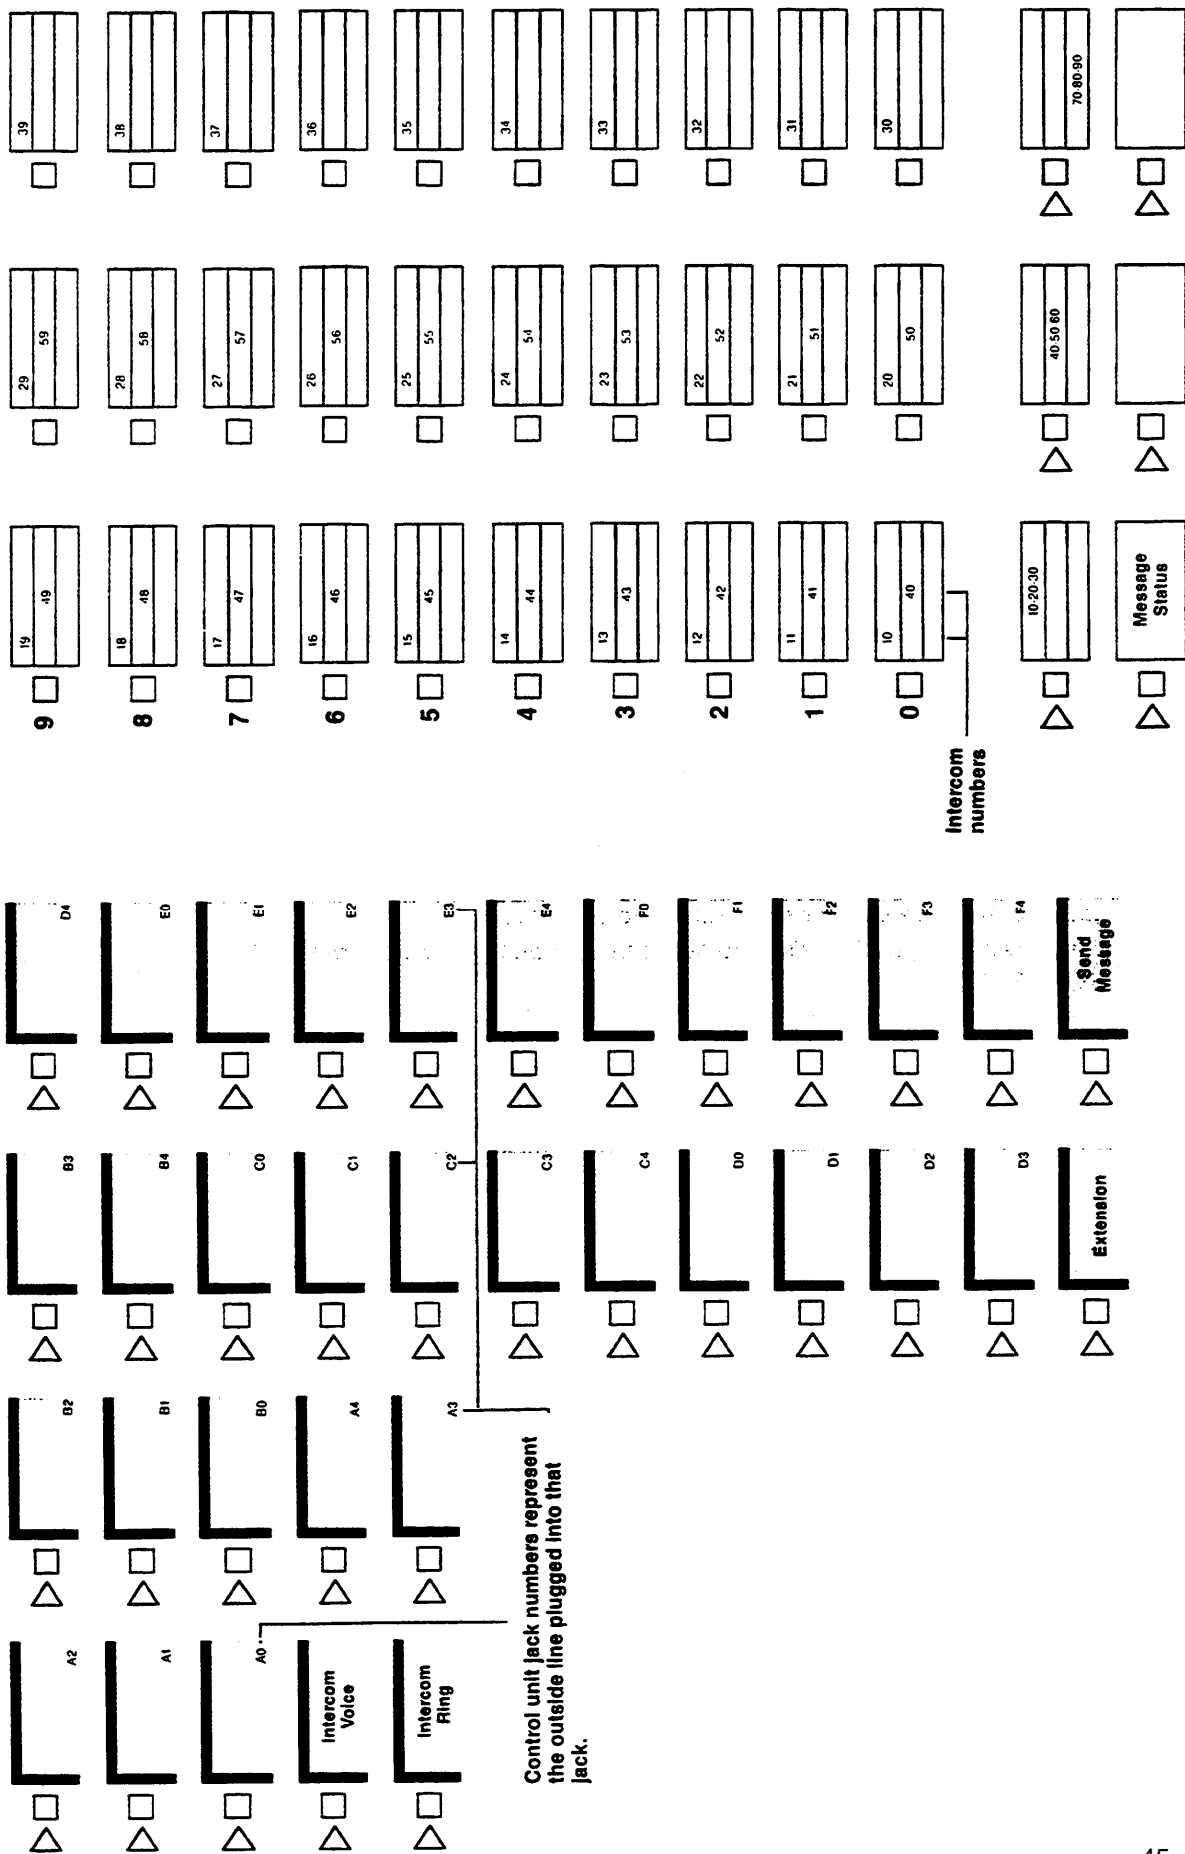 A2
B2
B3
D4
9
19
49
29
59
39
A1
B1
B4
E0
8
18
48
28
58
38
A0
B0
C0
E1
7
17
47
27
57
37
Intercom
Voice
A4
C1
E2
6
16
46
26
56
36
Intercom
Ring
A3
C2
E3
5
15
45
25
55
35
Control unit jack numbers represent
the outside line plugged into that
jack.
C3
E4
4
14
44
24
54
34
C4
F0
3
13
43
23
53
33
D0
F1
2
12
42
22
52
32
D1
F2
1
11
41
21
51
31
D2
F3
0
10
40
20
50
30
Intercom
numbers
D3
F4
10-20-30
40-50 60
70-80-90
Extension
Send
Message
Message
Status
45